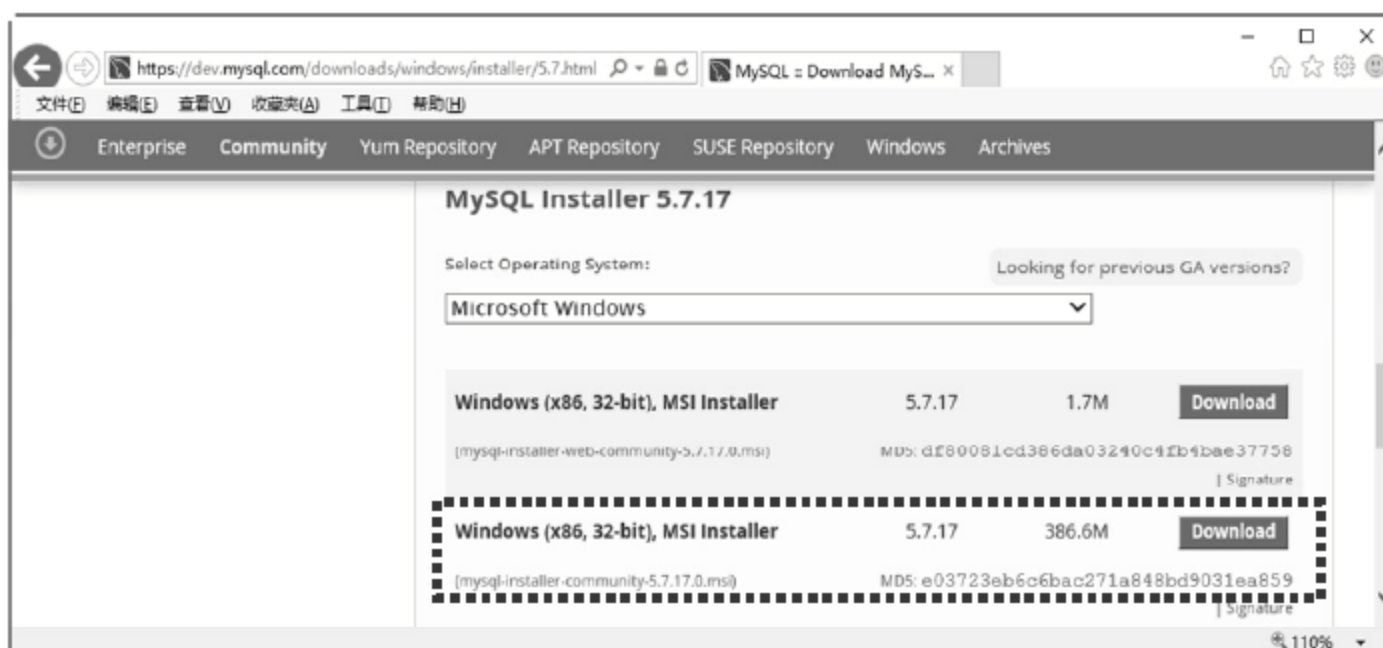 https://dev.mysql.com/downloads/windows/installer/5.7.html
MySQL :: Down MySQL :: Download MyS...
文件(F) 编辑(E) 查看(V) 收藏夹(A) 工具(T) 帮助(H)
Enterprise Community Yum Repository APT Repository SUSE Repository Windows Archives
MySQL Installer 5.7.17
Select Operating System:
Looking for previous GA versions?
Microsoft Windows
Windows (x86, 32-bit), MSI Installer 5.7.17 1.7M Download
(mysql-installer-web-community-5.7.17.0.msi) MD5: df80081cd386da03240c4fb4bae37758
| Signature
Windows (x86, 32-bit), MSI Installer 5.7.17 386.6M Download
(mysql-installer-community-5.7.17.0.msi) MD5: e03723eb6c6bac271a848bd9031ea859
| Signature
110%